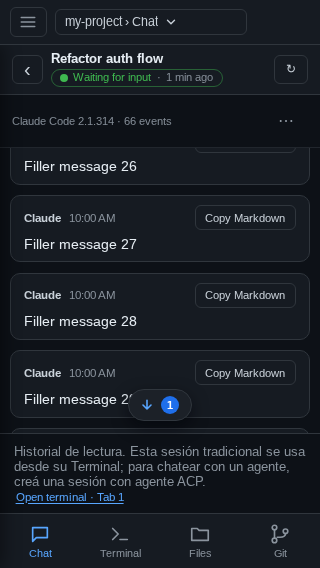 my-project › Chat
Refactor auth flow
Waiting for input · 1 min ago
Claude Code 2.1.314 · 66 events
Filler message 26
Claude 10:00 AM Copy Markdown
Filler message 27
Claude 10:00 AM Copy Markdown
Filler message 28
Claude 10:00 AM Copy Markdown
Filler message
1
Historial de lectura. Esta sesión tradicional se usa
desde su Terminal; para chatear con un agente,
creá una sesión con agente ACP.
Open terminal · Tab 1
Chat Terminal Files Git